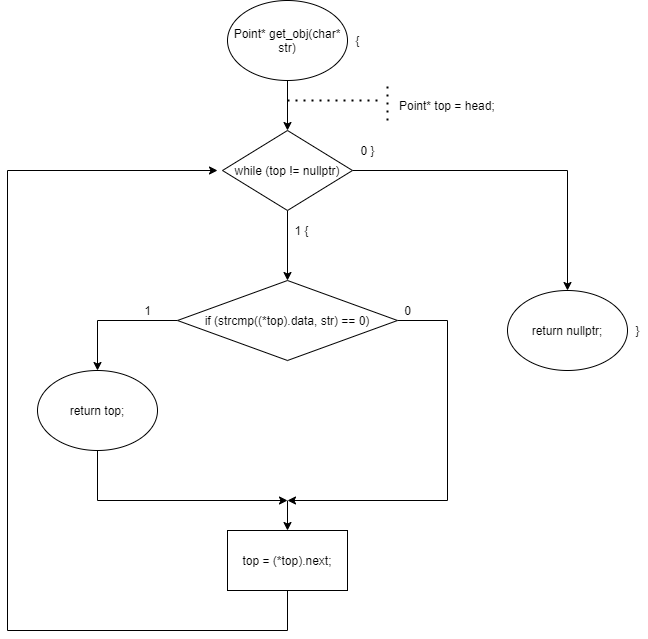 Point* get_obj(char*
str)
{
Point* top = head;
0 }
while (top != nullptr)
1 {
1
0
if (strcmp((*top).data, str) == 0)
return nullptr;
}
return top;
top = (*top).next;